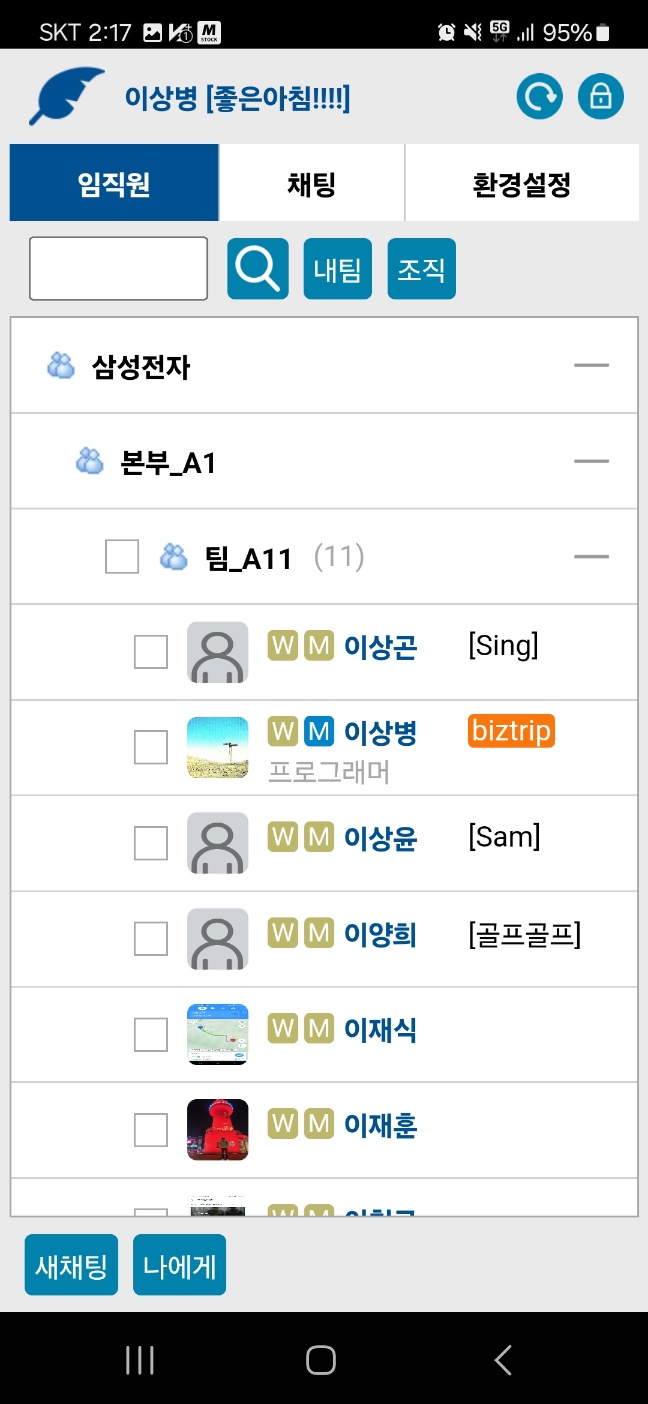 SKT 2:17 M STOCK 5G 95%
이상병 [좋은아침!!!!]
임직원 채팅 환경설정
내팀 조직
삼성전자
본부_A1
팀_A11 (11)
W M 이상곤 [Sing]
W M 이상병 biztrip
프로그래머
W M 이상윤 [Sam]
W M 이양희 [골프골프]
W M 이재식
W M 이재훈
W M
새채팅 나에게